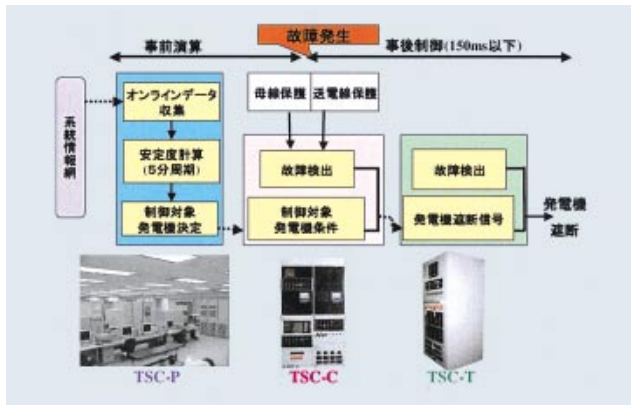 故障発生
事前演算
事後制御(150ms以下)
系統情報網
オンラインデータ
収集
安定度計算
(5分周期)
制御対象
発電機決定
母線保護
送電線保護
故障検出
制御対象
発電機条件
故障検出
発電機遮断信号
発電機
遮断
TSC-P
TSC-C
TSC-T